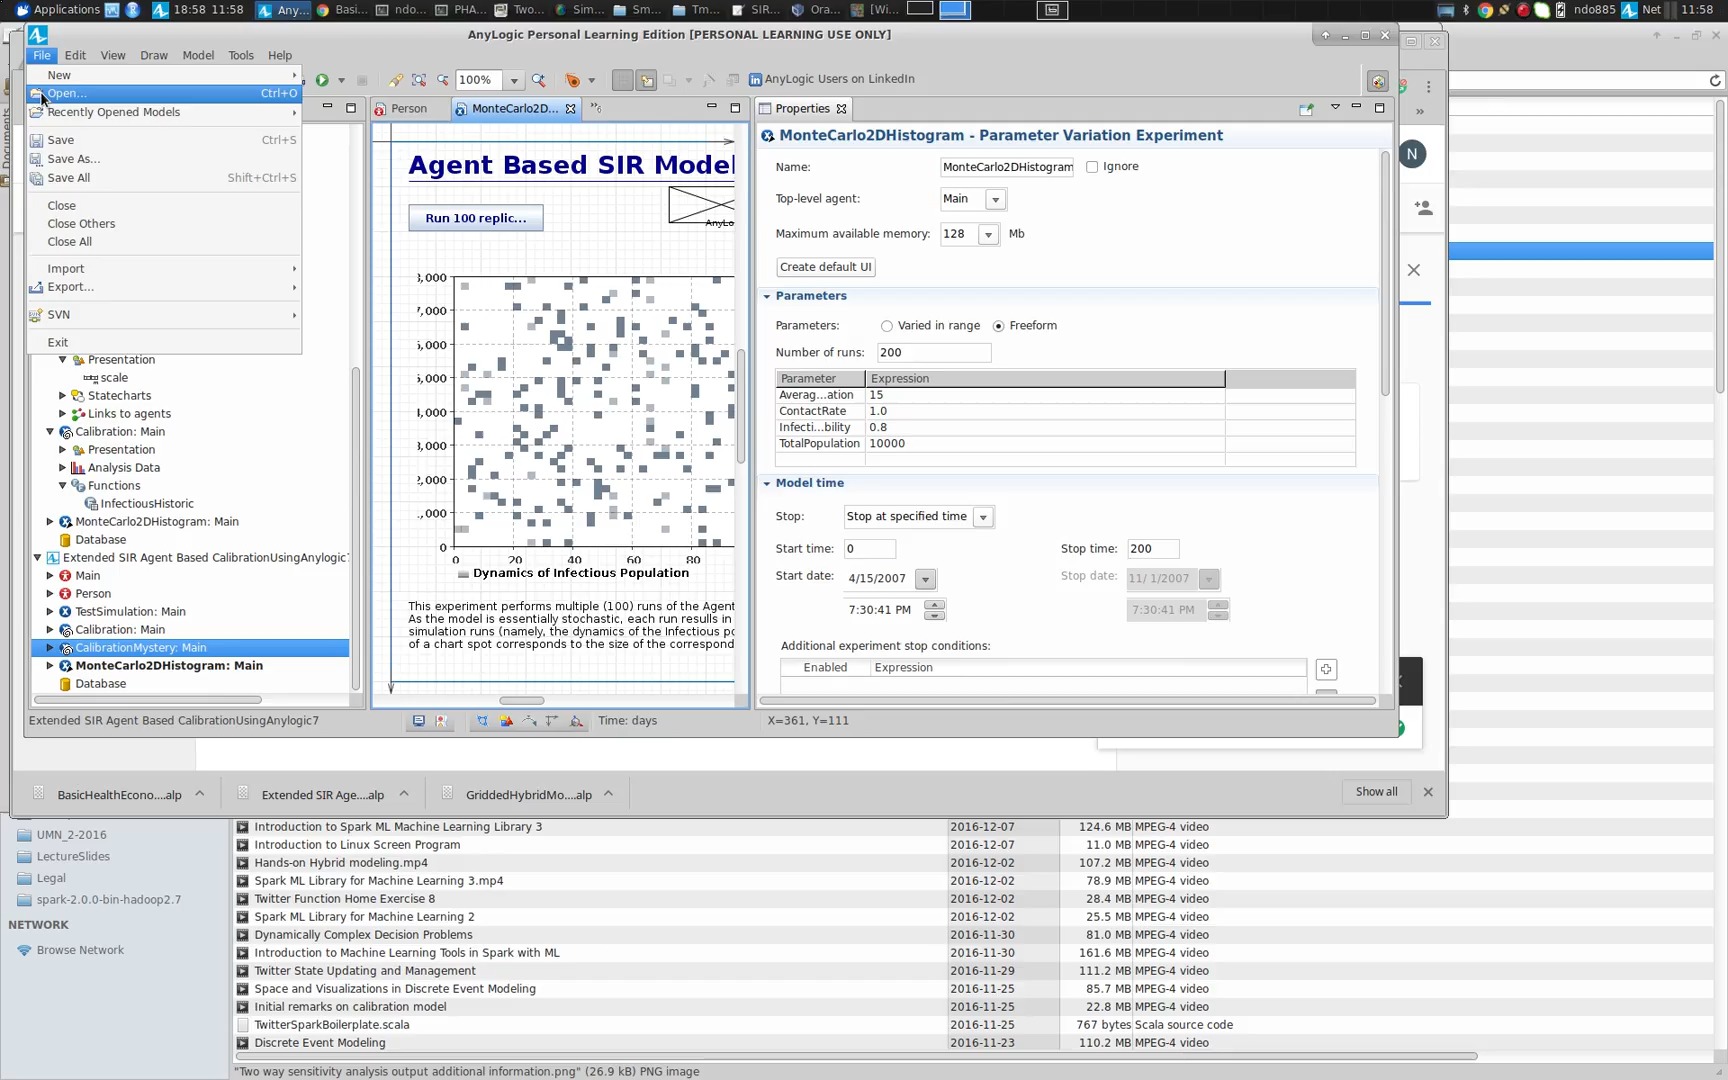 Applications 18:58 11:58 Any... Basi... ndo... PHA... Two... Sim... Sm... Tm... SIR... Ora... [Wi... ndo885 Net 11:58
AnyLogic Personal Learning Edition [PERSONAL LEARNING USE ONLY]
File Edit View Draw Model Tools Help
New
Open... Ctrl+O
Recently Opened Models
Save Ctrl+S
Save As...
Save All Shift+Ctrl+S
Close
Close Others
Close All
Import
Export...
SVN
Exit
100% AnyLogic Users on LinkedIn
Documents
Presentation
scale
Statecharts
Links to agents
Calibration: Main
Presentation
Analysis Data
Functions
InfectiousHistoric
MonteCarlo2DHistogram: Main
Database
Extended SIR Agent Based CalibrationUsingAnylogic7
Main
Person
TestSimulation: Main
Calibration: Main
CalibrationMystery: Main
MonteCarlo2DHistogram: Main
Database
Person MonteCarlo2D...
Agent Based SIR Model
Run 100 replic...
AnyLo
8,000
7,000
6,000
5,000
4,000
3,000
2,000
1,000
0
0 20 40 60 80
Dynamics of Infectious Population
This experiment performs multiple (100) runs of the Agent
As the model is essentially stochastic, each run resulls in
simulation runs (namely, the dynamics of the Infectious po
of a chart spot corresponds to the size of the correspond
Properties
MonteCarlo2DHistogram - Parameter Variation Experiment
Name: MonteCarlo2DHistogram Ignore
Top-level agent: Main
Maximum available memory: 128 Mb
Create default UI
Parameters
Parameters: Varied in range Freeform
Number of runs: 200
Parameter Expression
Averag...ation 15
ContactRate 1.0
Infecti...bility 0.8
TotalPopulation 10000
Model time
Stop: Stop at specified time
Start time: 0 Stop time: 200
Start date: 4/15/2007 Stop date: 11/ 1/2007
7:30:41 PM 7:30:41 PM
Additional experiment stop conditions:
Enabled Expression
N
Extended SIR Agent Based CalibrationUsingAnylogic7 Time: days X=361, Y=111
BasicHealthEcono....alp Extended SIR Age....alp GriddedHybridMo....alp Show all
UMN_2-2016
LectureSlides
Legal
spark-2.0.0-bin-hadoop2.7
NETWORK
Browse Network
Introduction to Spark ML Machine Learning Library 3 2016-12-07 124.6 MB MPEG-4 video
Introduction to Linux Screen Program 2016-12-07 11.0 MB MPEG-4 video
Hands-on Hybrid modeling.mp4 2016-12-02 107.2 MB MPEG-4 video
Spark ML Library for Machine Learning 3.mp4 2016-12-02 78.9 MB MPEG-4 video
Twitter Function Home Exercise 8 2016-12-02 28.4 MB MPEG-4 video
Spark ML Library for Machine Learning 2 2016-12-02 25.5 MB MPEG-4 video
Dynamically Complex Decision Problems 2016-11-30 81.0 MB MPEG-4 video
Introduction to Machine Learning Tools in Spark with ML 2016-11-30 161.6 MB MPEG-4 video
Twitter State Updating and Management 2016-11-29 111.2 MB MPEG-4 video
Space and Visualizations in Discrete Event Modeling 2016-11-25 85.7 MB MPEG-4 video
Initial remarks on calibration model 2016-11-25 22.8 MB MPEG-4 video
TwitterSparkBoilerplate.scala 2016-11-25 767 bytes Scala source code
Discrete Event Modeling 2016-11-23 110.2 MB MPEG-4 video
"Two way sensitivity analysis output additional information.png" (26.9 kB) PNG image